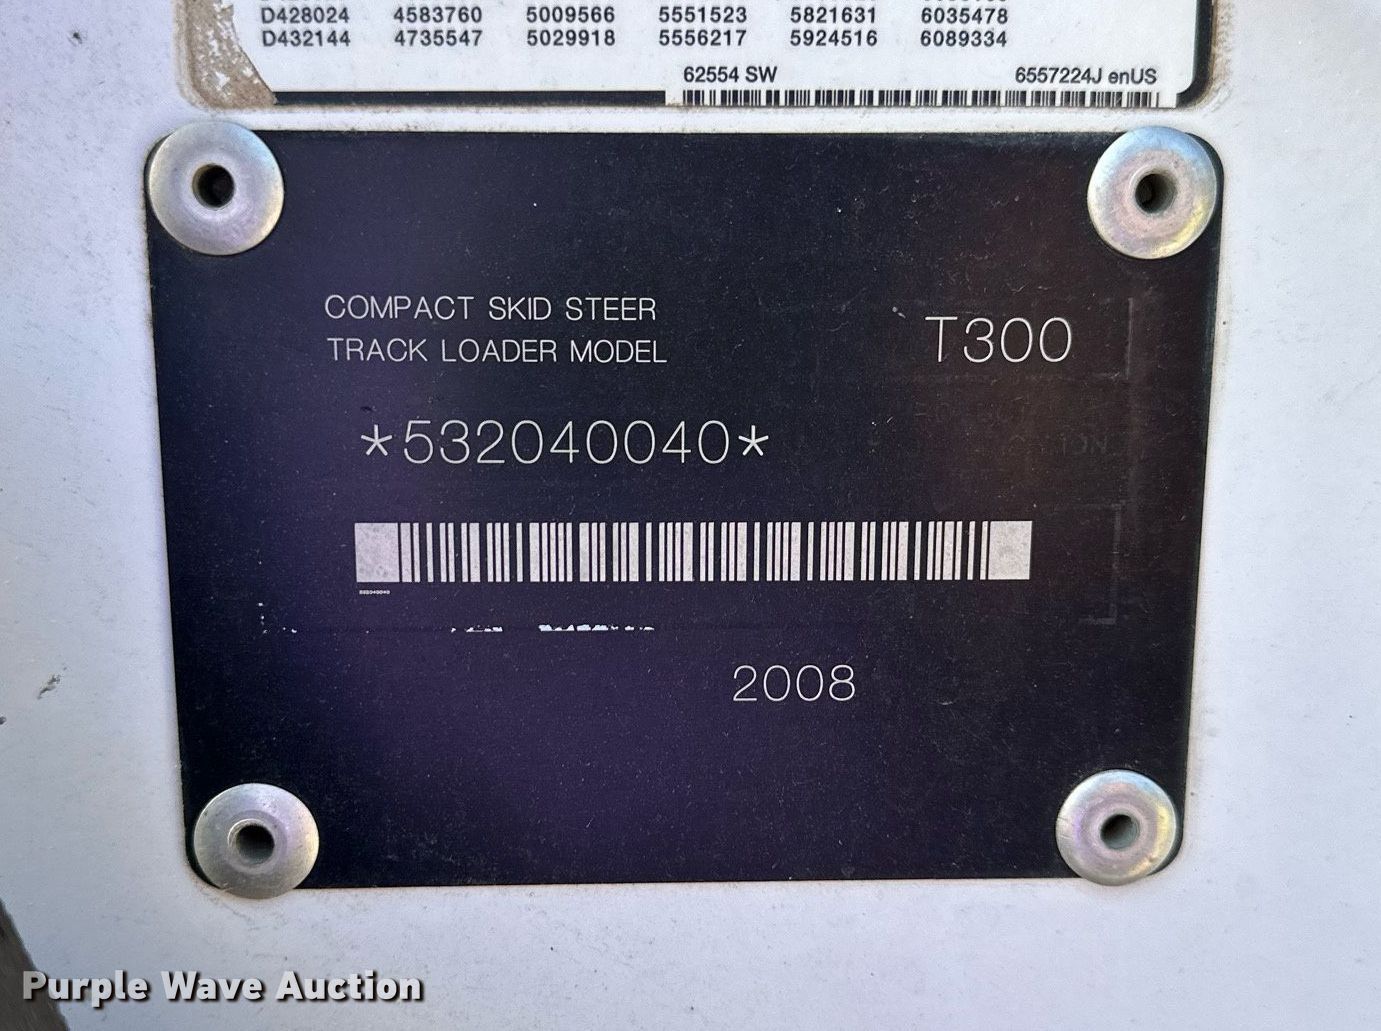 D428024 4583760 5009566 5551523 5821631 6035478
D432144 4735547 5029918 5556217 5924516 6089334
62554 SW 6557224J enUS
COMPACT SKID STEER
TRACK LOADER MODEL T300
*532040040*
532040040
2008
Purple Wave Auction